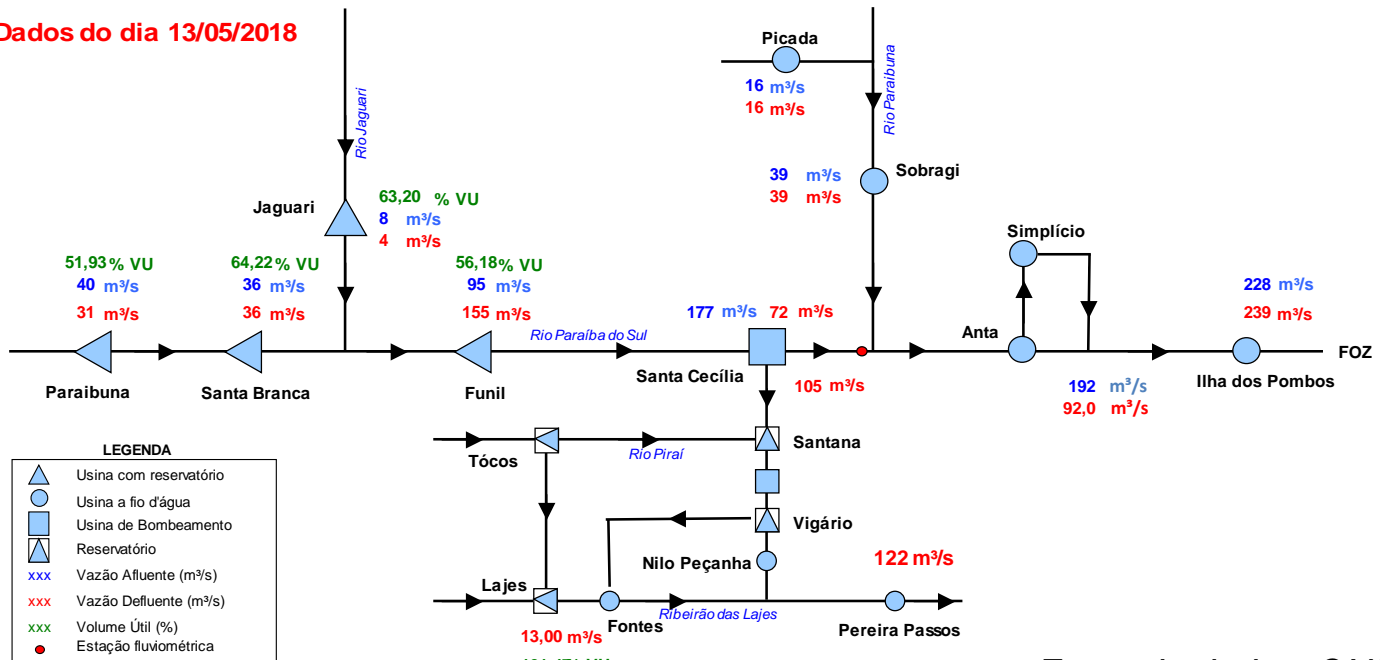 Dados do dia 13/05/2018
Picada
16 m³/s
16 m³/s
Rio Paraibuna
Rio Jaguari
39 m³/s
39 m³/s
Sobragi
Jaguari
63,20 % VU
8 m³/s
4 m³/s
Simplício
51,93 % VU
40 m³/s
31 m³/s
64,22 % VU
36 m³/s
36 m³/s
56,18 % VU
95 m³/s
155 m³/s
177 m³/s 72 m³/s
228 m³/s
239 m³/s
Rio Paraíba do Sul
Anta
FOZ
Paraibuna
Santa Branca
Funil
Santa Cecília
105 m³/s
192 m³/s
92,0 m³/s
Ilha dos Pombos
Tócos
Rio Piraí
Santana
Vigário
Nilo Peçanha
122 m³/s
Lajes
Fontes
Ribeirão das Lajes
Pereira Passos
13,00 m³/s
LEGENDA
Usina com reservatório
Usina a fio d'água
Usina de Bombeamento
Reservatório
xxx Vazão Afluente (m³/s)
xxx Vazão Defluente (m³/s)
xxx Volume Útil (%)
Estação fluviométrica